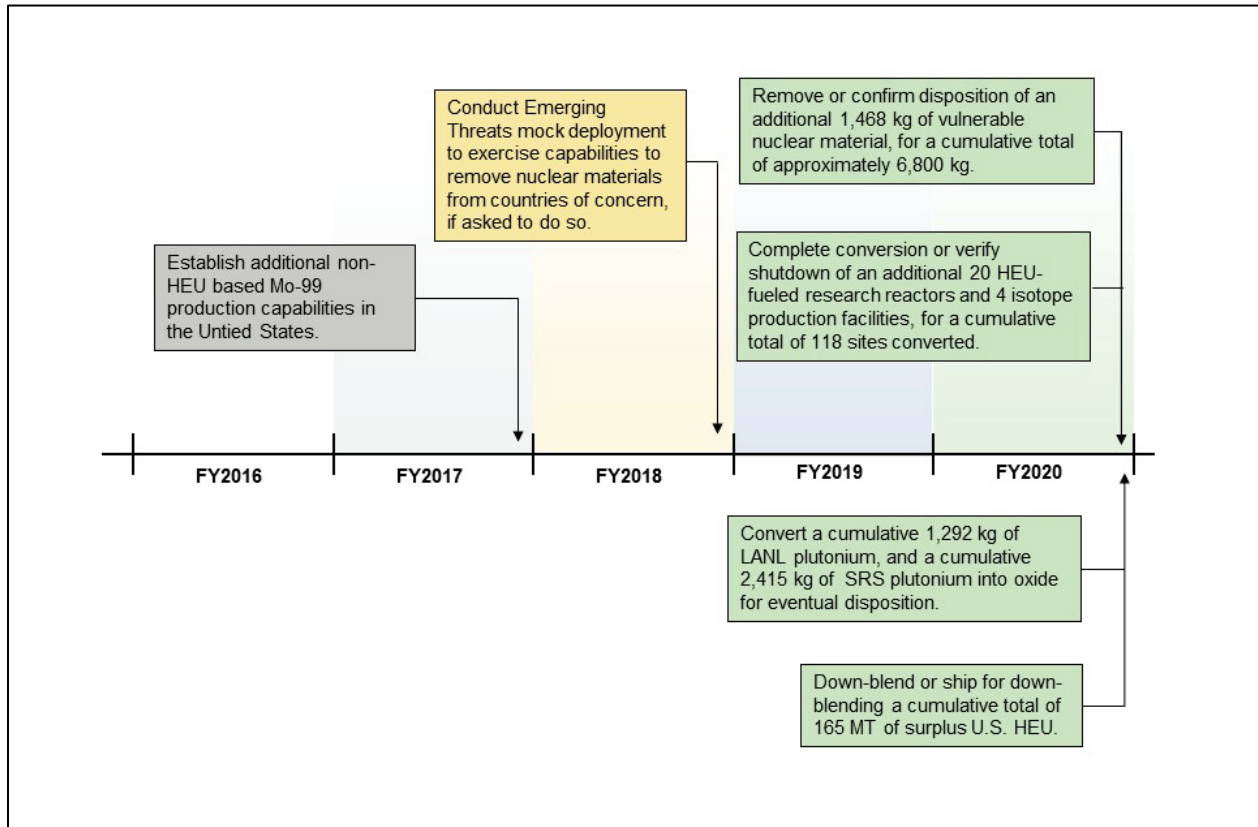 Conduct Emerging
Threats mock deployment
to exercise capabilities to
remove nuclear materials
from countries of concern,
if asked to do so.
Remove or confirm disposition of an
additional 1,468 kg of vulnerable
nuclear material, for a cumulative total
of approximately 6,800 kg.
Establish additional non-
HEU based Mo-99
production capabilities in
the Untied States.
Complete conversion or verify
shutdown of an additional 20 HEU-
fueled research reactors and 4 isotope
production facilities, for a cumulative
total of 118 sites converted.
FY2016
FY2017
FY2018
FY2019
FY2020
Convert a cumulative 1,292 kg of
LANL plutonium, and a cumulative
2,415 kg of SRS plutonium into oxide
for eventual disposition.
Down-blend or ship for down-
blending a cumulative total of
165 MT of surplus U.S. HEU.